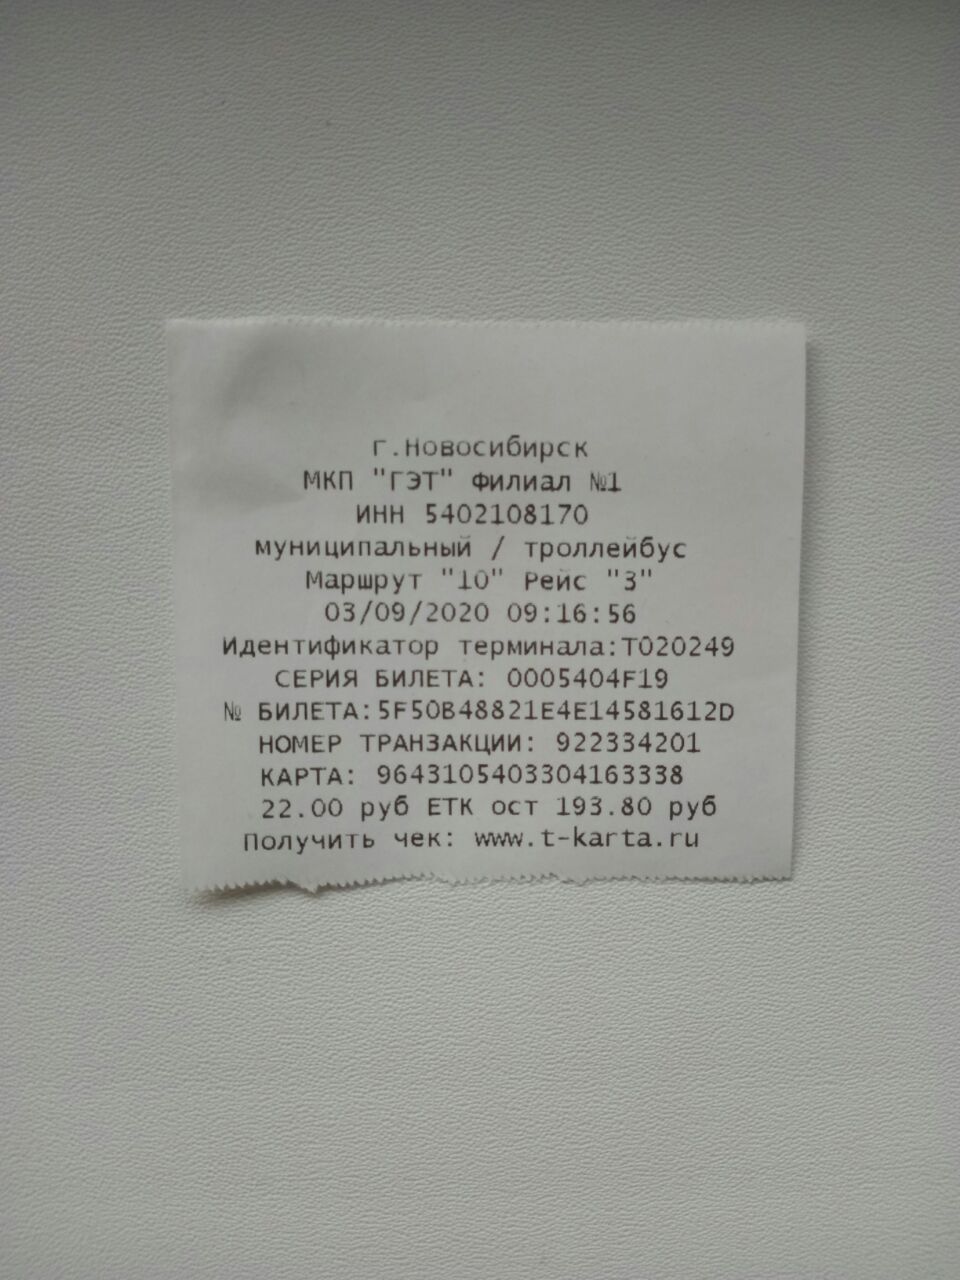 г.Новосибирск
МКП "ГЭТ" Филиал №1
ИНН 5402108170
муниципальный / троллейбус
Маршрут "10" Рейс "3"
03/09/2020 09:16:56
Идентификатор терминала:T020249
СЕРИЯ БИЛЕТА: 0005404F19
№ БИЛЕТА:5F50B48821E4E14581612D
НОМЕР ТРАНЗАКЦИИ: 922334201
КАРТА: 9643105403304163338
22.00 руб ЕТК ост 193.80 руб
Получить чек: www.t-karta.ru